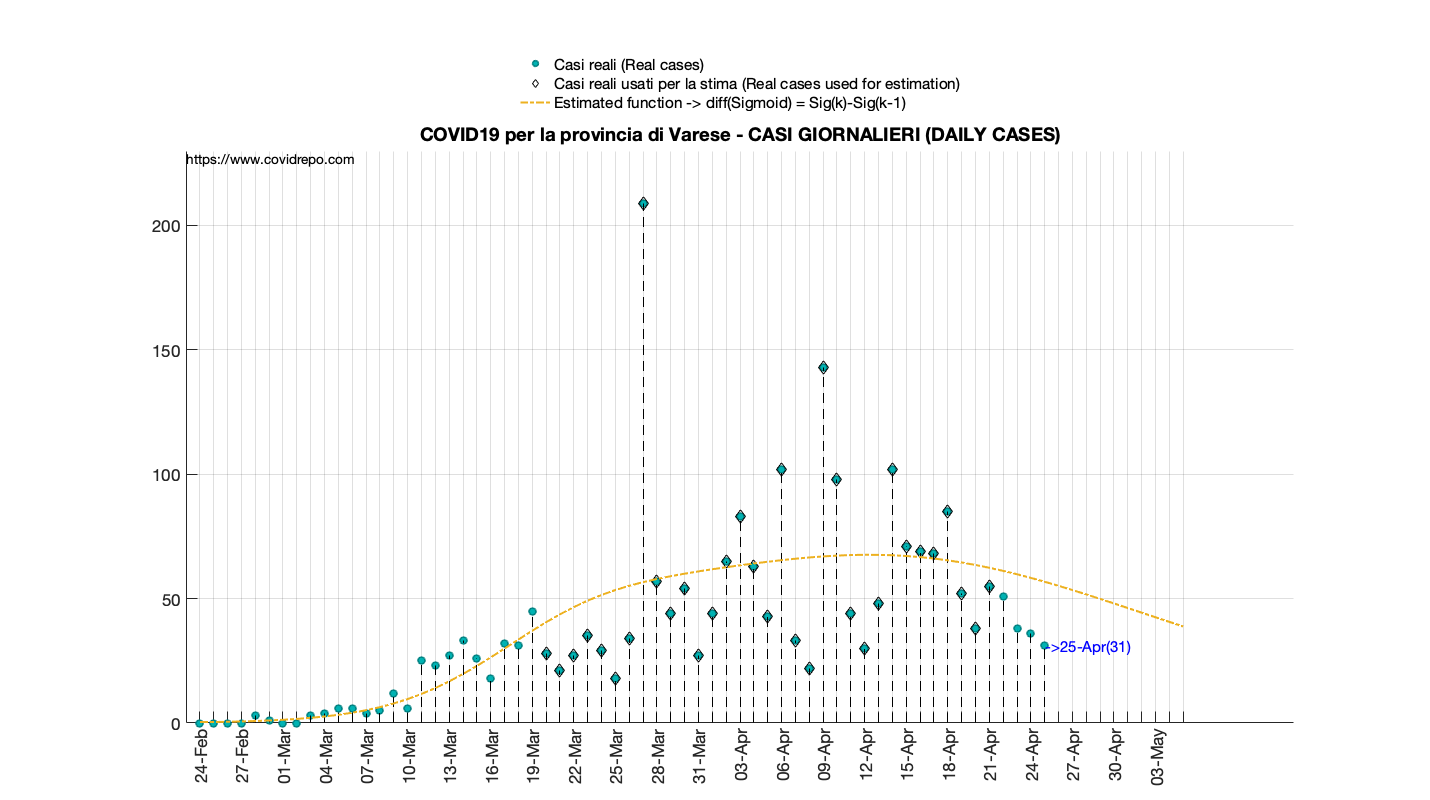 Casi reali (Real cases)
Casi reali usati per la stima (Real cases used for estimation)
Estimated function -> diff(Sigmoid) = Sig(k)-Sig(k-1)
COVID19 per la provincia di Varese - CASI GIORNALIERI (DAILY CASES)
https://www.covidrepo.com
200
150
100
50
0
->25-Apr(31)
24-Feb
27-Feb
01-Mar
04-Mar
07-Mar
10-Mar
13-Mar
16-Mar
19-Mar
22-Mar
25-Mar
28-Mar
31-Mar
03-Apr
06-Apr
09-Apr
12-Apr
15-Apr
18-Apr
21-Apr
24-Apr
27-Apr
30-Apr
03-May